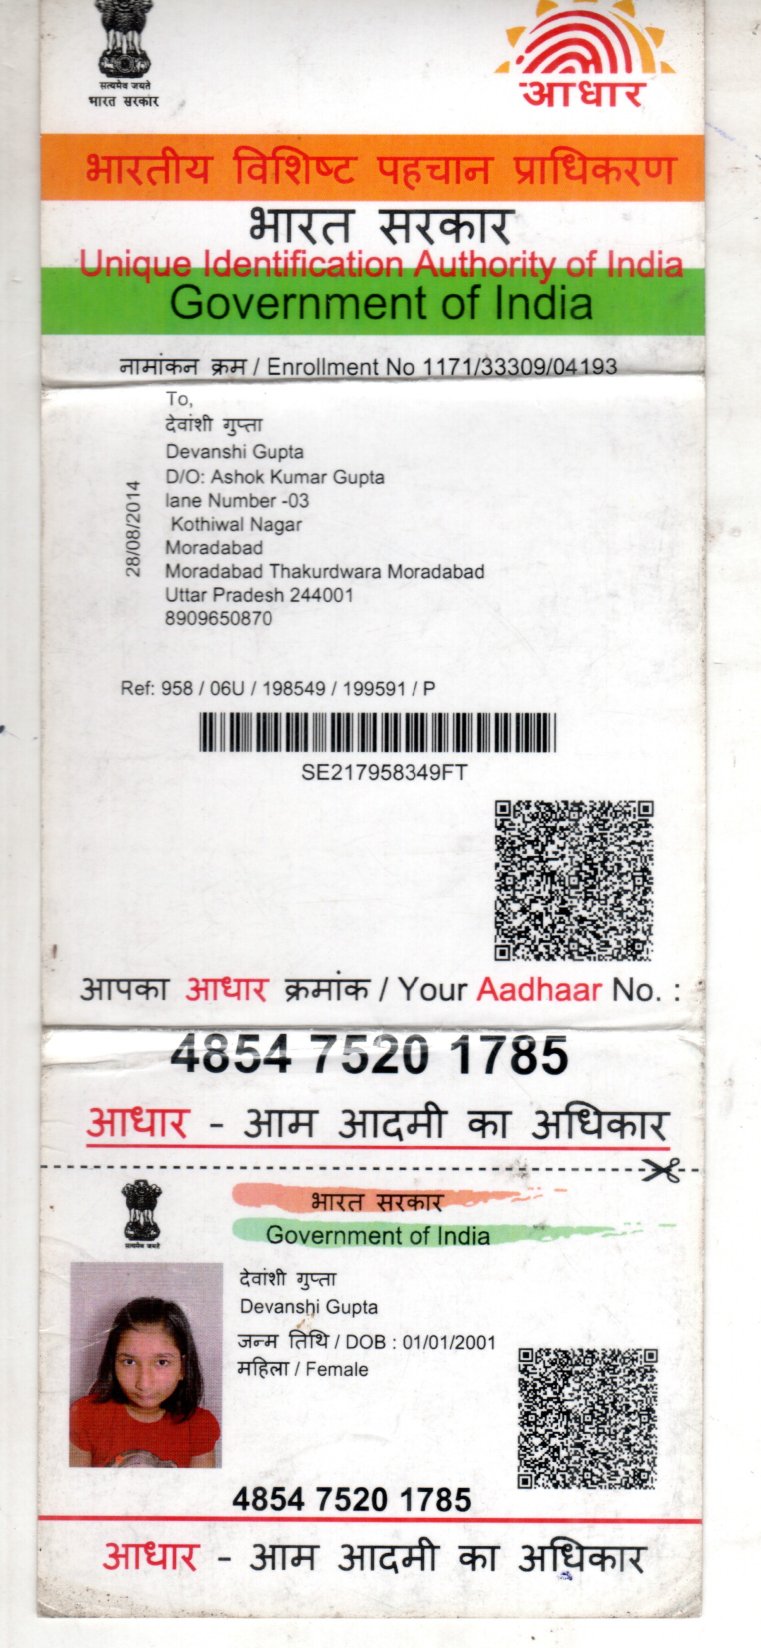 सत्यमेव जयते
भारत सरकार
आधार
भारतीय विशिष्ट पहचान प्राधिकरण
भारत सरकार
Unique Identification Authority of India
Government of India
नामांकन क्रम / Enrollment No 1171/33309/04193
To,
देवांशी गुप्ता
Devanshi Gupta
D/O: Ashok Kumar Gupta
lane Number -03
Kothiwal Nagar
Moradabad
Moradabad Thakurdwara Moradabad
Uttar Pradesh 244001
8909650870
28/08/2014
Ref: 958 / 06U / 198549 / 199591 / P
SE217958349FT
आपका आधार क्रमांक / Your Aadhaar No. :
4854 7520 1785
आधार - आम आदमी का अधिकार
सत्यमेव जयते
भारत सरकार
Government of India
देवांशी गुप्ता
Devanshi Gupta
जन्म तिथि / DOB : 01/01/2001
महिला / Female
4854 7520 1785
आधार - आम आदमी का अधिकार